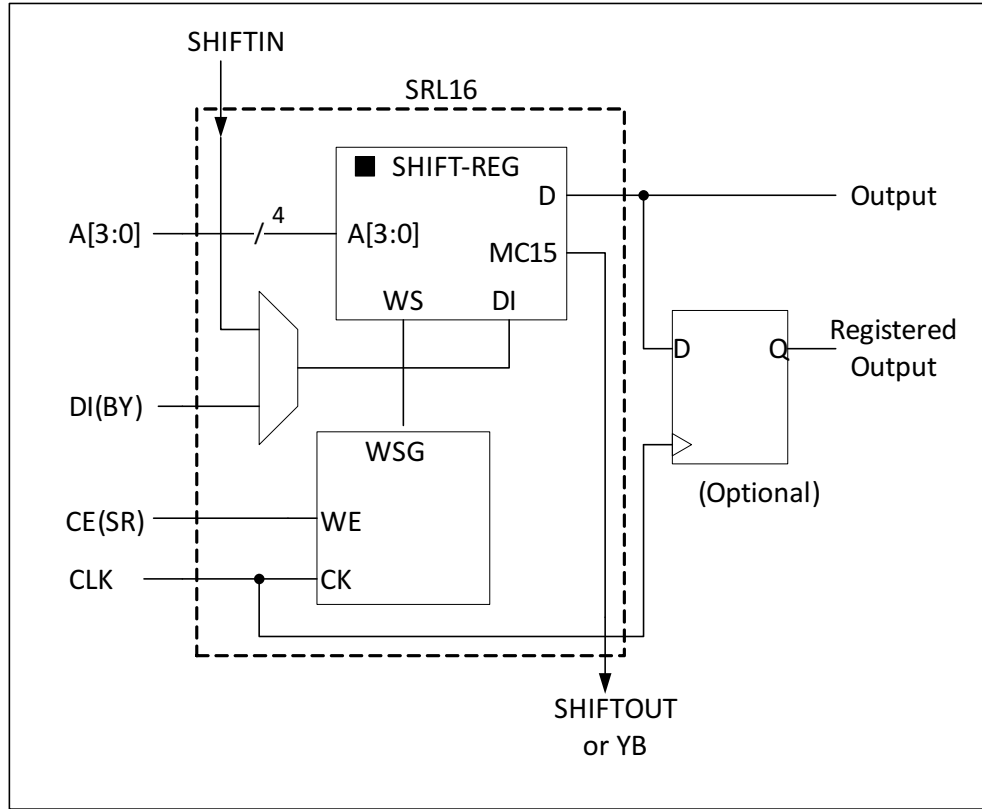 SHIFTIN
SRL16
SHIFT-REG
D
Output
A[3:0]
4
A[3:0]
MC15
WS
DI
D
Q
Registered
Output
DI(BY)
WSG
(Optional)
CE(SR)
WE
CLK
CK
SHIFTOUT
or YB